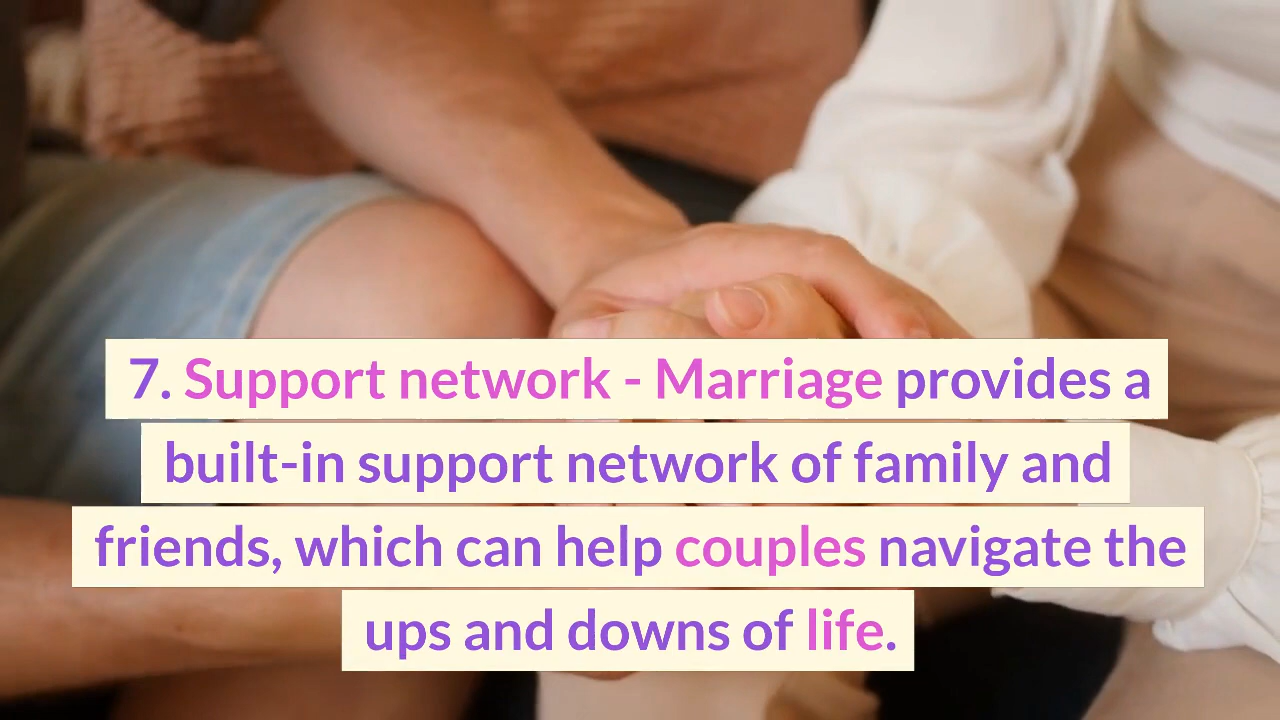 7. Support network - Marriage provides a
built-in support network of family and
friends, which can help couples navigate the
ups and downs of life.